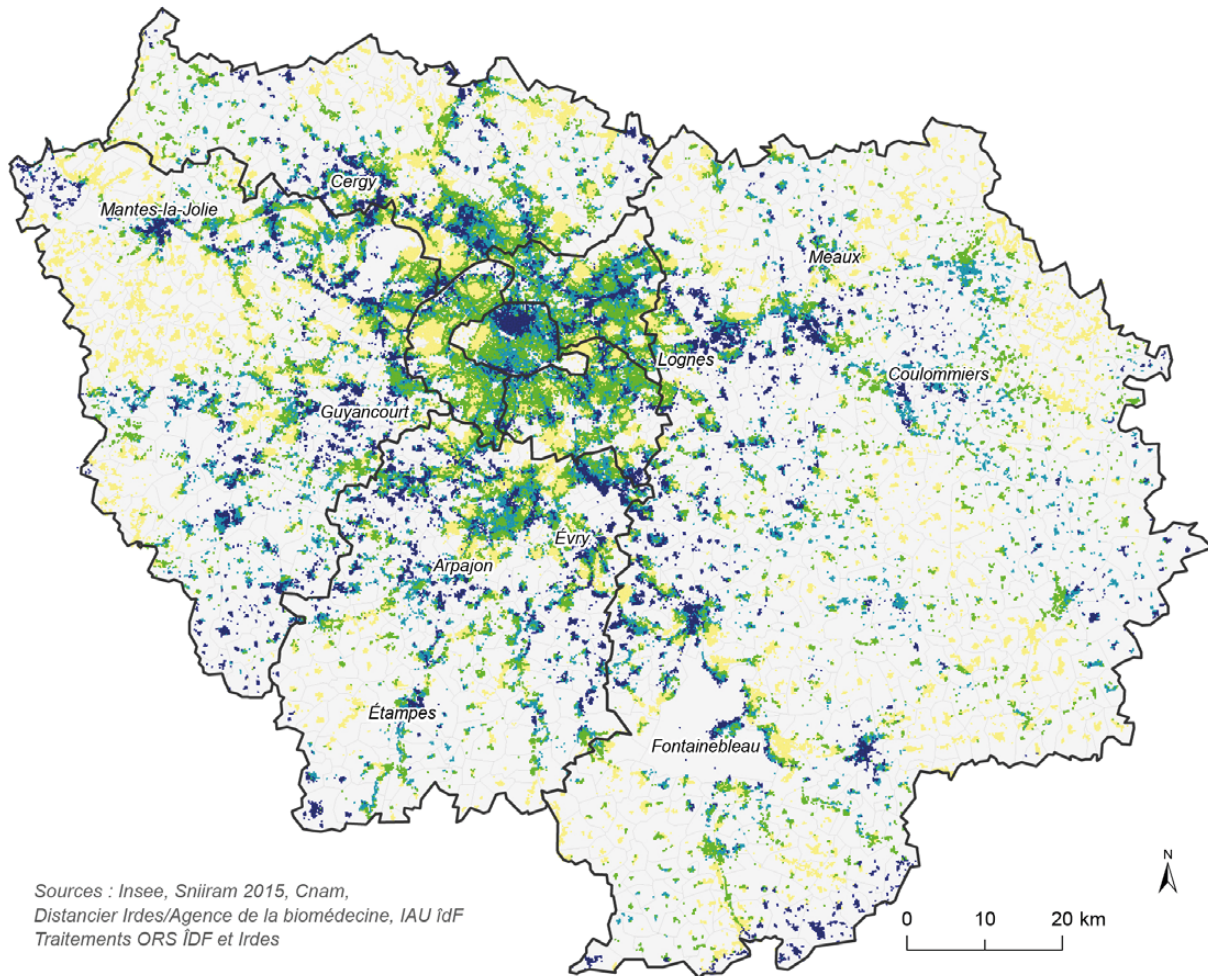 Cergy
Mantes-la-Jolie
Meaux
Lognes
Coulommiers
Guyancourt
Évry
Arpajon
Étampes
Fontainebleau
N
Sources : Insee, Sniiram 2015, Cnam,
Distancier Irdes/Agence de la biomédecine, IAU îdF
Traitements ORS ÎDF et Irdes
0 10 20 km